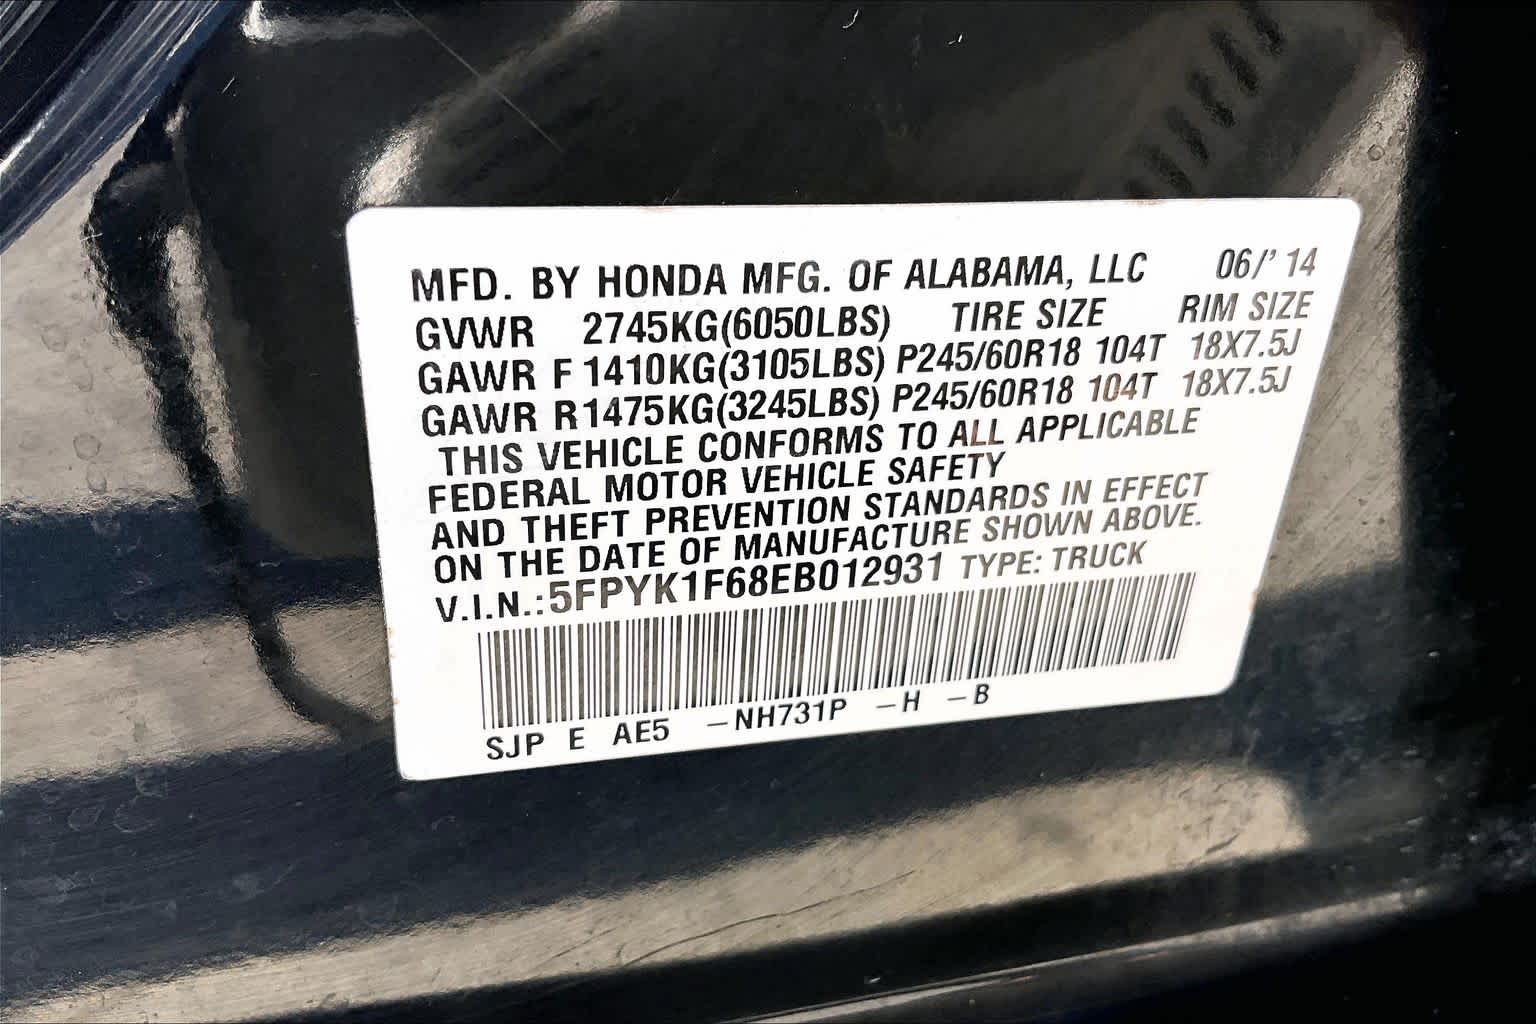 MFD. BY HONDA MFG. OF ALABAMA, LLC 06/' 14
GVWR 2745KG(6050LBS) TIRE SIZE RIM SIZE
GAWR F 1410KG(3105LBS) P245/60R18 104T 18X7.5J
GAWR R 1475KG(3245LBS) P245/60R18 104T 18X7.5J
THIS VEHICLE CONFORMS TO ALL APPLICABLE
FEDERAL MOTOR VEHICLE SAFETY
AND THEFT PREVENTION STANDARDS IN EFFECT
ON THE DATE OF MANUFACTURE SHOWN ABOVE.
V.I.N.:5FPYK1F68EB012931 TYPE: TRUCK
SJP E AE5 -NH731P -H -B